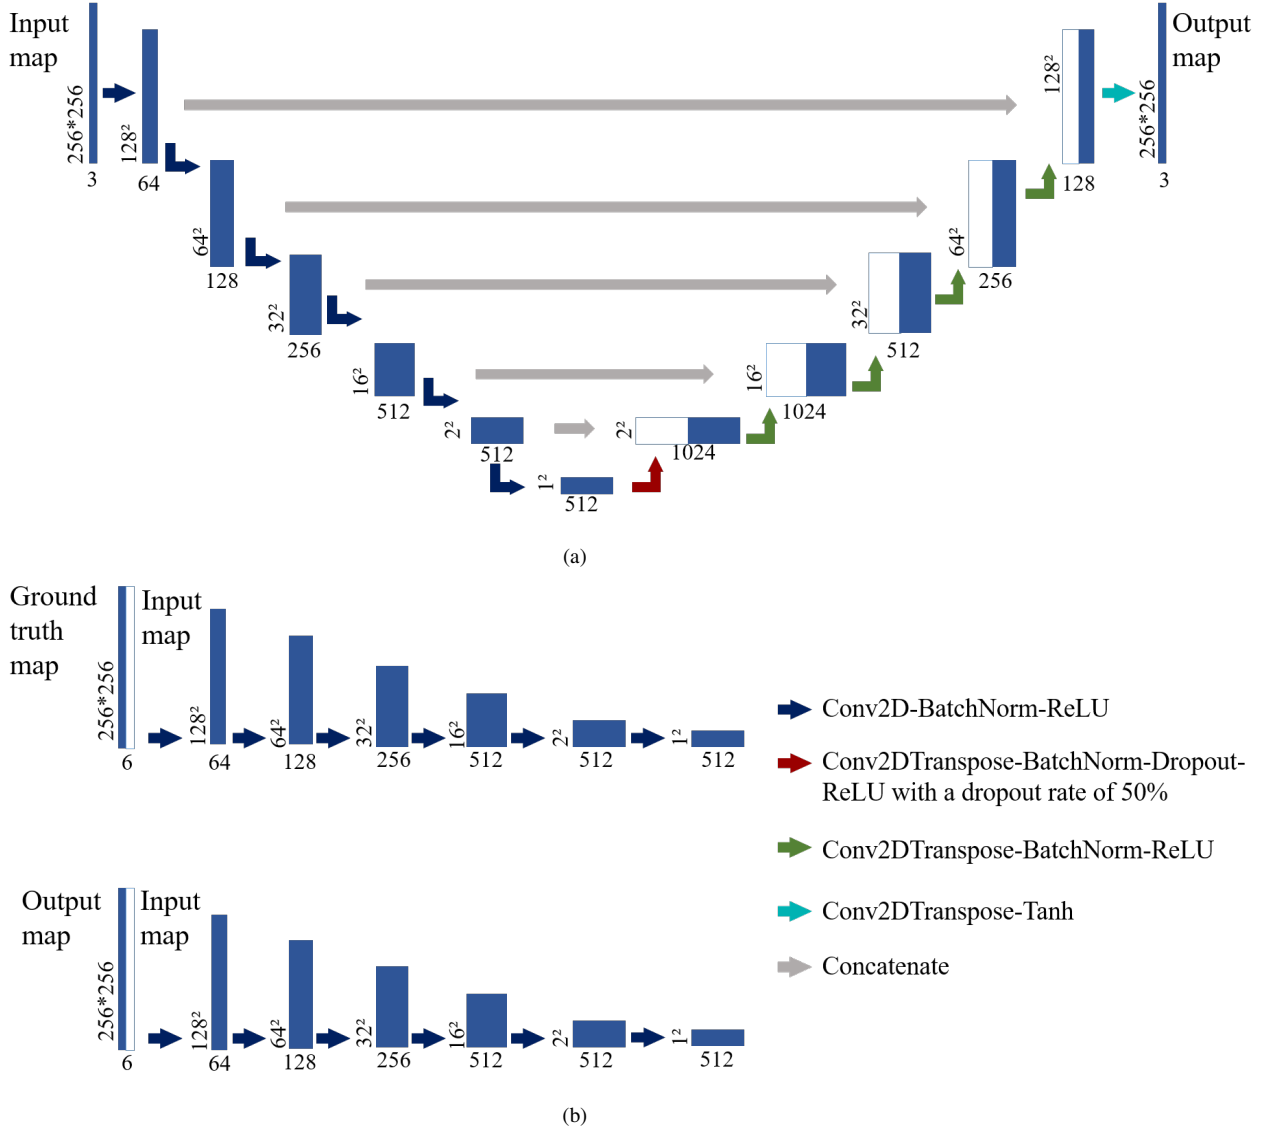 Input
map
256*256
3
128²
64
64²
128
32²
256
16²
512
2²
512
1²
512
2²
1024
16²
1024
32²
512
64²
256
128²
128
Output
map
256*256
3
(a)
Ground
truth
map
Input
map
256*256
6
128²
64
64²
128
32²
256
16²
512
2²
512
1²
512
Output
map
Input
map
256*256
6
128²
64
64²
128
32²
256
16²
512
2²
512
1²
512
Conv2D-BatchNorm-ReLU
Conv2DTranspose-BatchNorm-Dropout-
ReLU with a dropout rate of 50%
Conv2DTranspose-BatchNorm-ReLU
Conv2DTranspose-Tanh
Concatenate
(b)